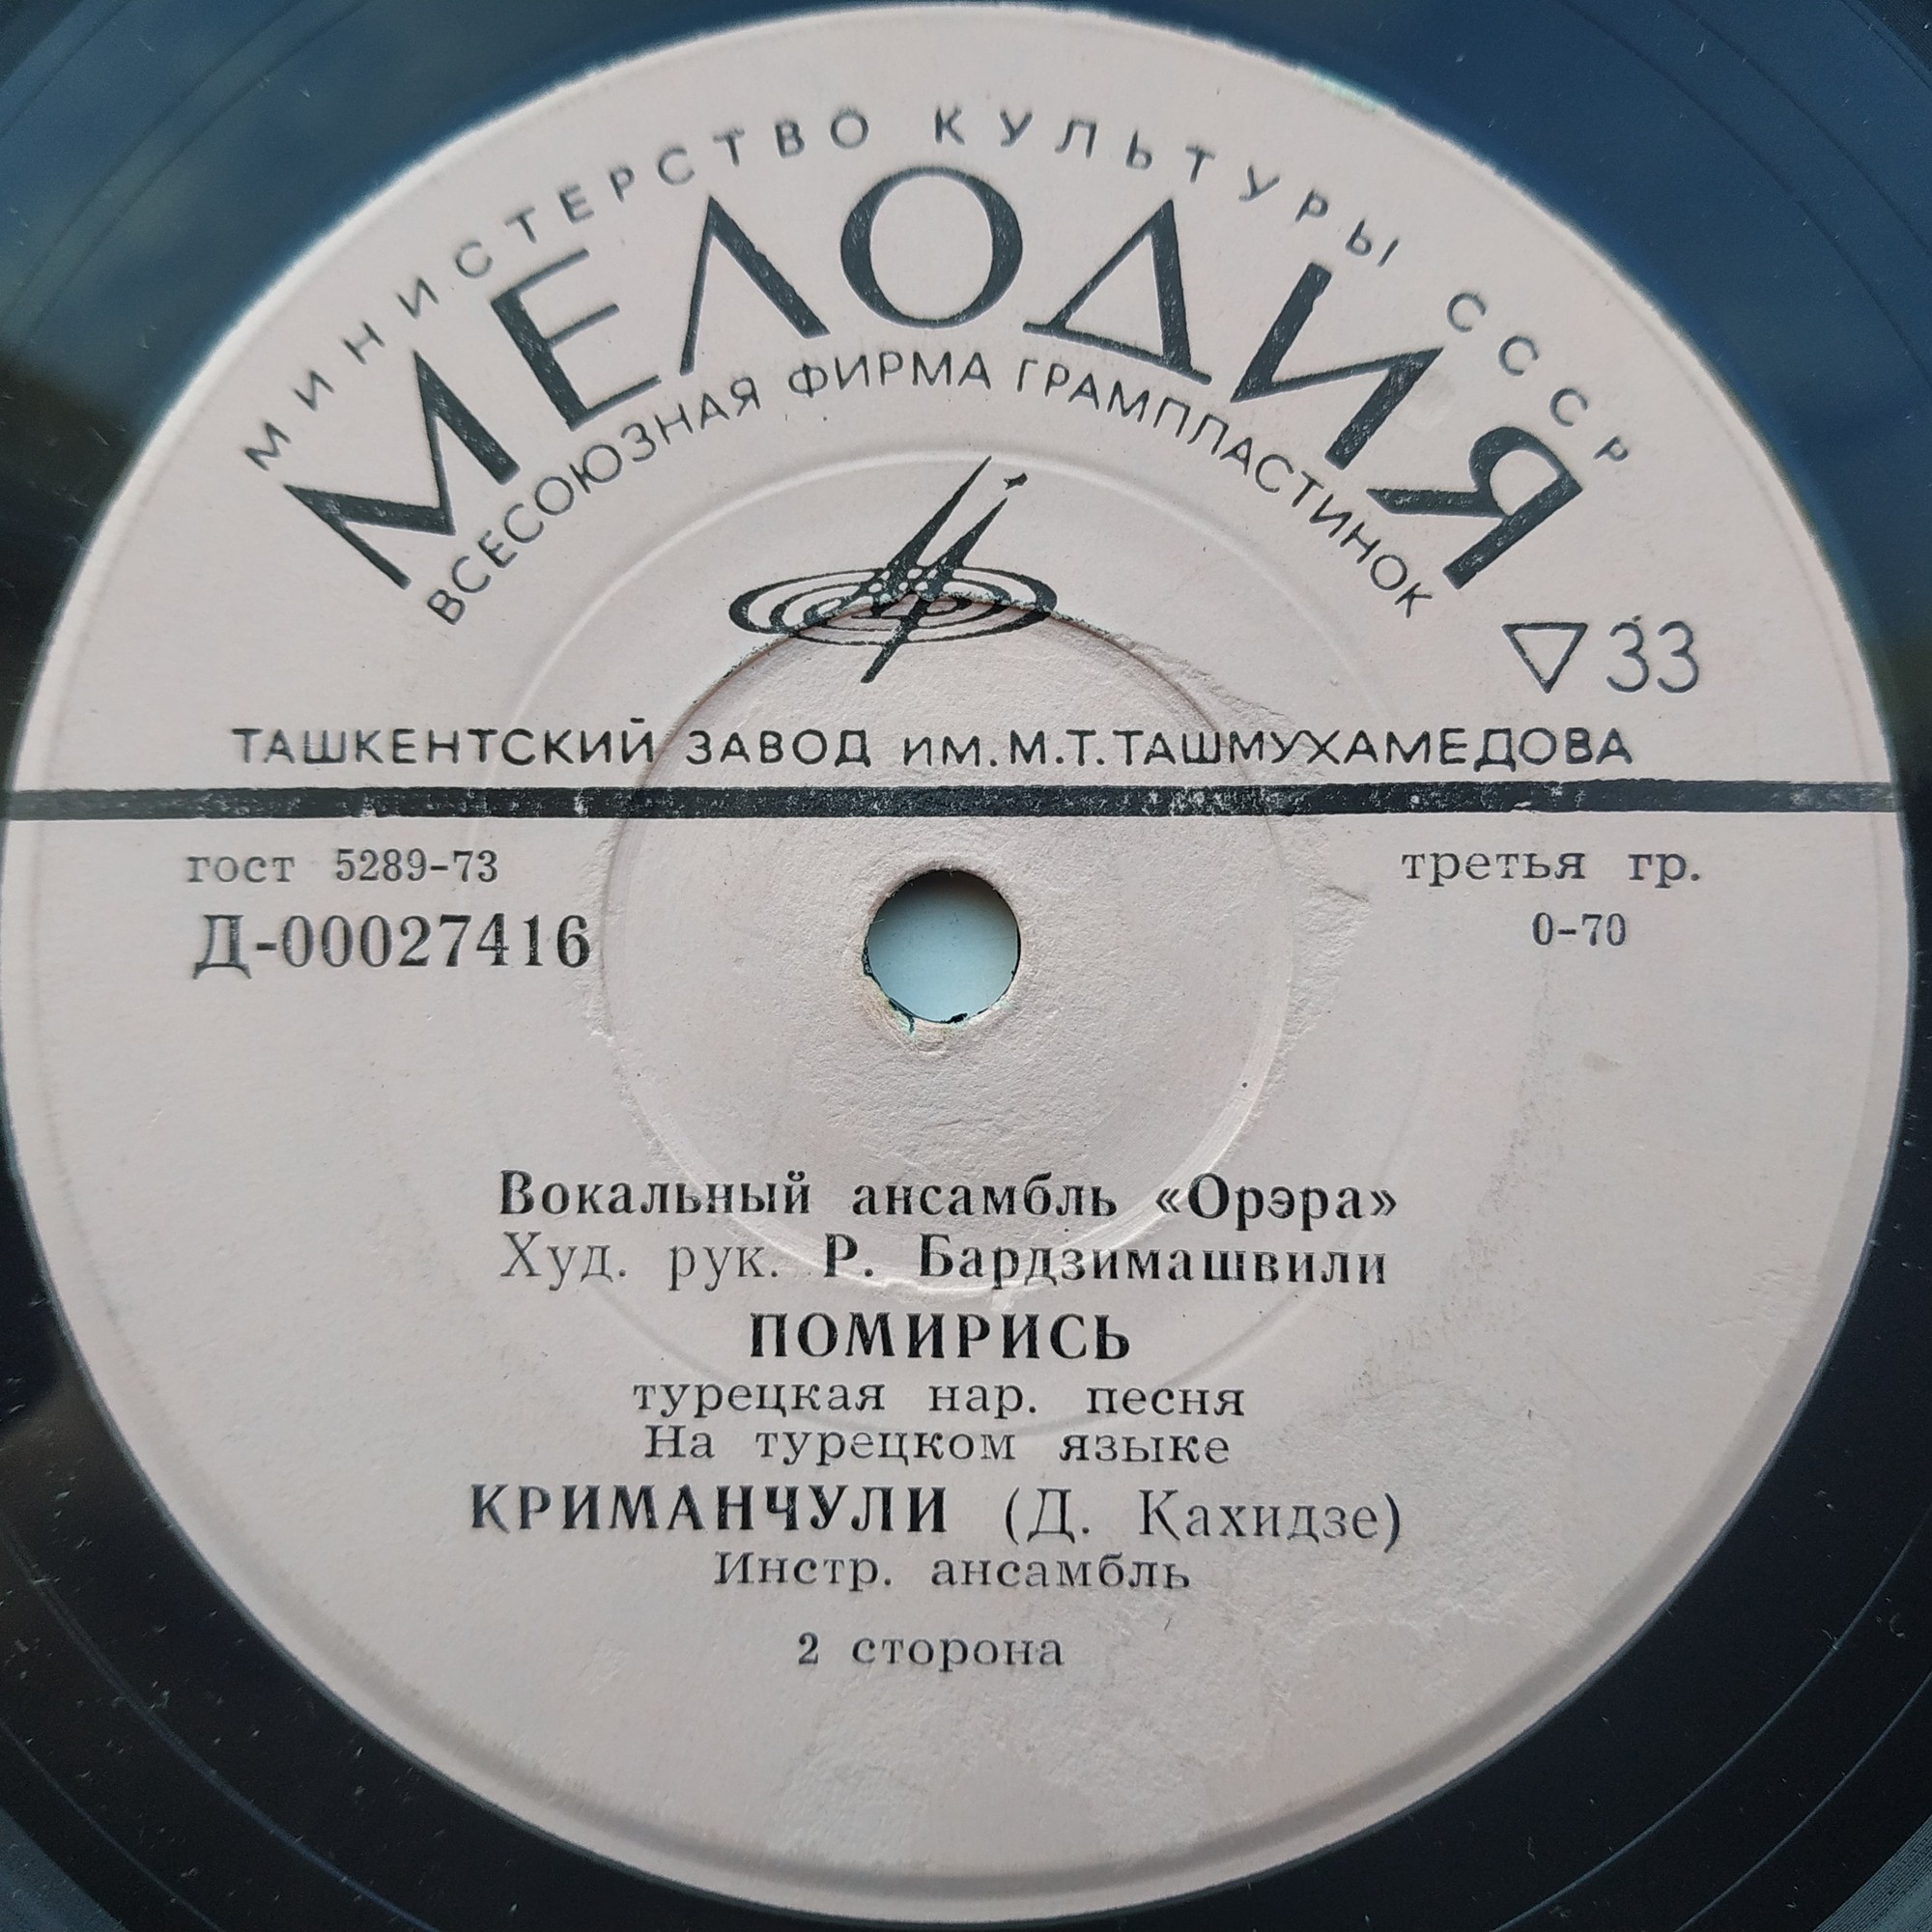 МИНИСТЕРСТВО КУЛЬТУРЫ СССР
МЕЛОДИЯ
ВСЕСОЮЗНАЯ ФИРМА ГРАМПЛАСТИНОК
▽33
ТАШКЕНТСКИЙ ЗАВОД ИМ.М.Т.ТАШМУХАМЕДОВА
гост 5289-73
третья гр.
Д-00027416
0-70
Вокальный ансамбль «Орэра»
Худ. рук. Р. Бардзимашвили
ПОМИРИСЬ
турецкая нар. песня
На турецком языке
КРИМАНЧУЛИ (Д. Кахидзе)
Инстр. ансамбль
2 сторона